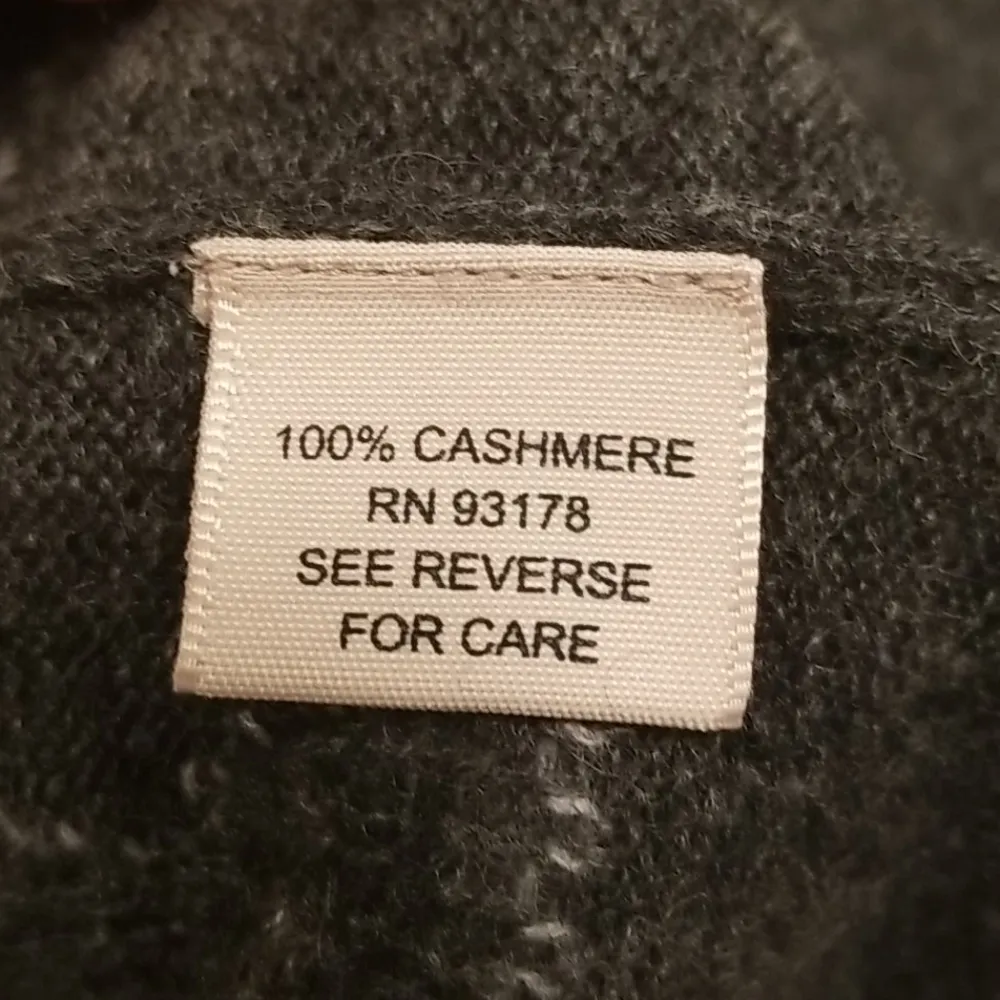 100% CASHMERE
RN 93178
SEE REVERSE
FOR CARE